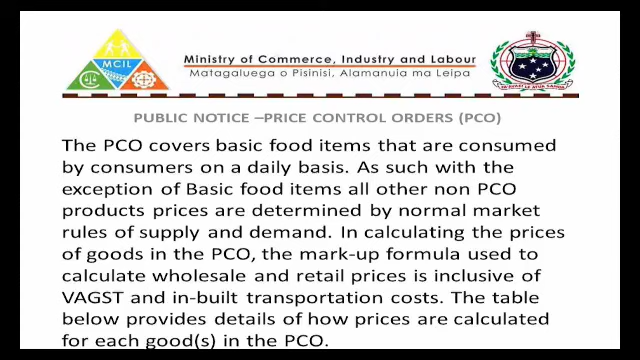 MCIL
Ministry of Commerce, Industry and Labour
Matagaluega o Pisinisi, Alamanuia ma Leipa
PUBLIC NOTICE –PRICE CONTROL ORDERS (PCO)
The PCO covers basic food items that are consumed
by consumers on a daily basis. As such with the
exception of Basic food items all other non PCO
products prices are determined by normal market
rules of supply and demand. In calculating the prices
of goods in the PCO, the mark-up formula used to
calculate wholesale and retail prices is inclusive of
VAGST and in-built transportation costs. The table
below provides details of how prices are calculated
for each good(s) in the PCO.